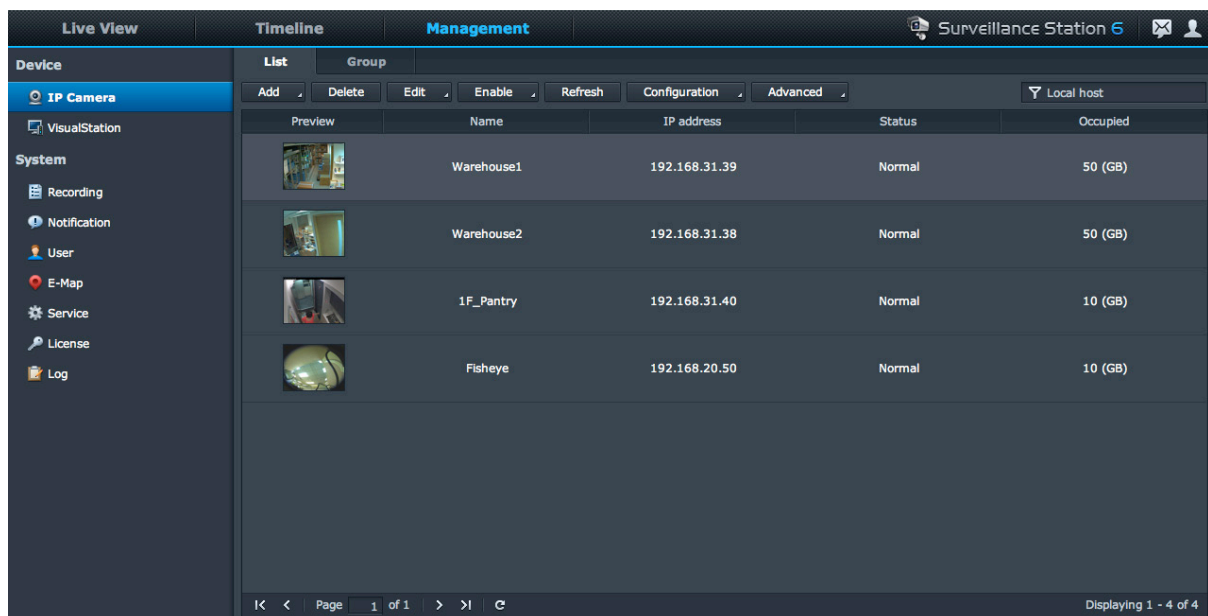 Live View Timeline Management Surveillance Station 6
Device
IP Camera
VisualStation
System
Recording
Notification
User
E-Map
Service
License
Log
List Group
Add Delete Edit Enable Refresh Configuration Advanced Local host
Preview Name IP address Status Occupied
Warehouse1 192.168.31.39 Normal 50 (GB)
Warehouse2 192.168.31.38 Normal 50 (GB)
1F_Pantry 192.168.31.40 Normal 10 (GB)
Fisheye 192.168.20.50 Normal 10 (GB)
Page 1 of 1 Displaying 1 - 4 of 4